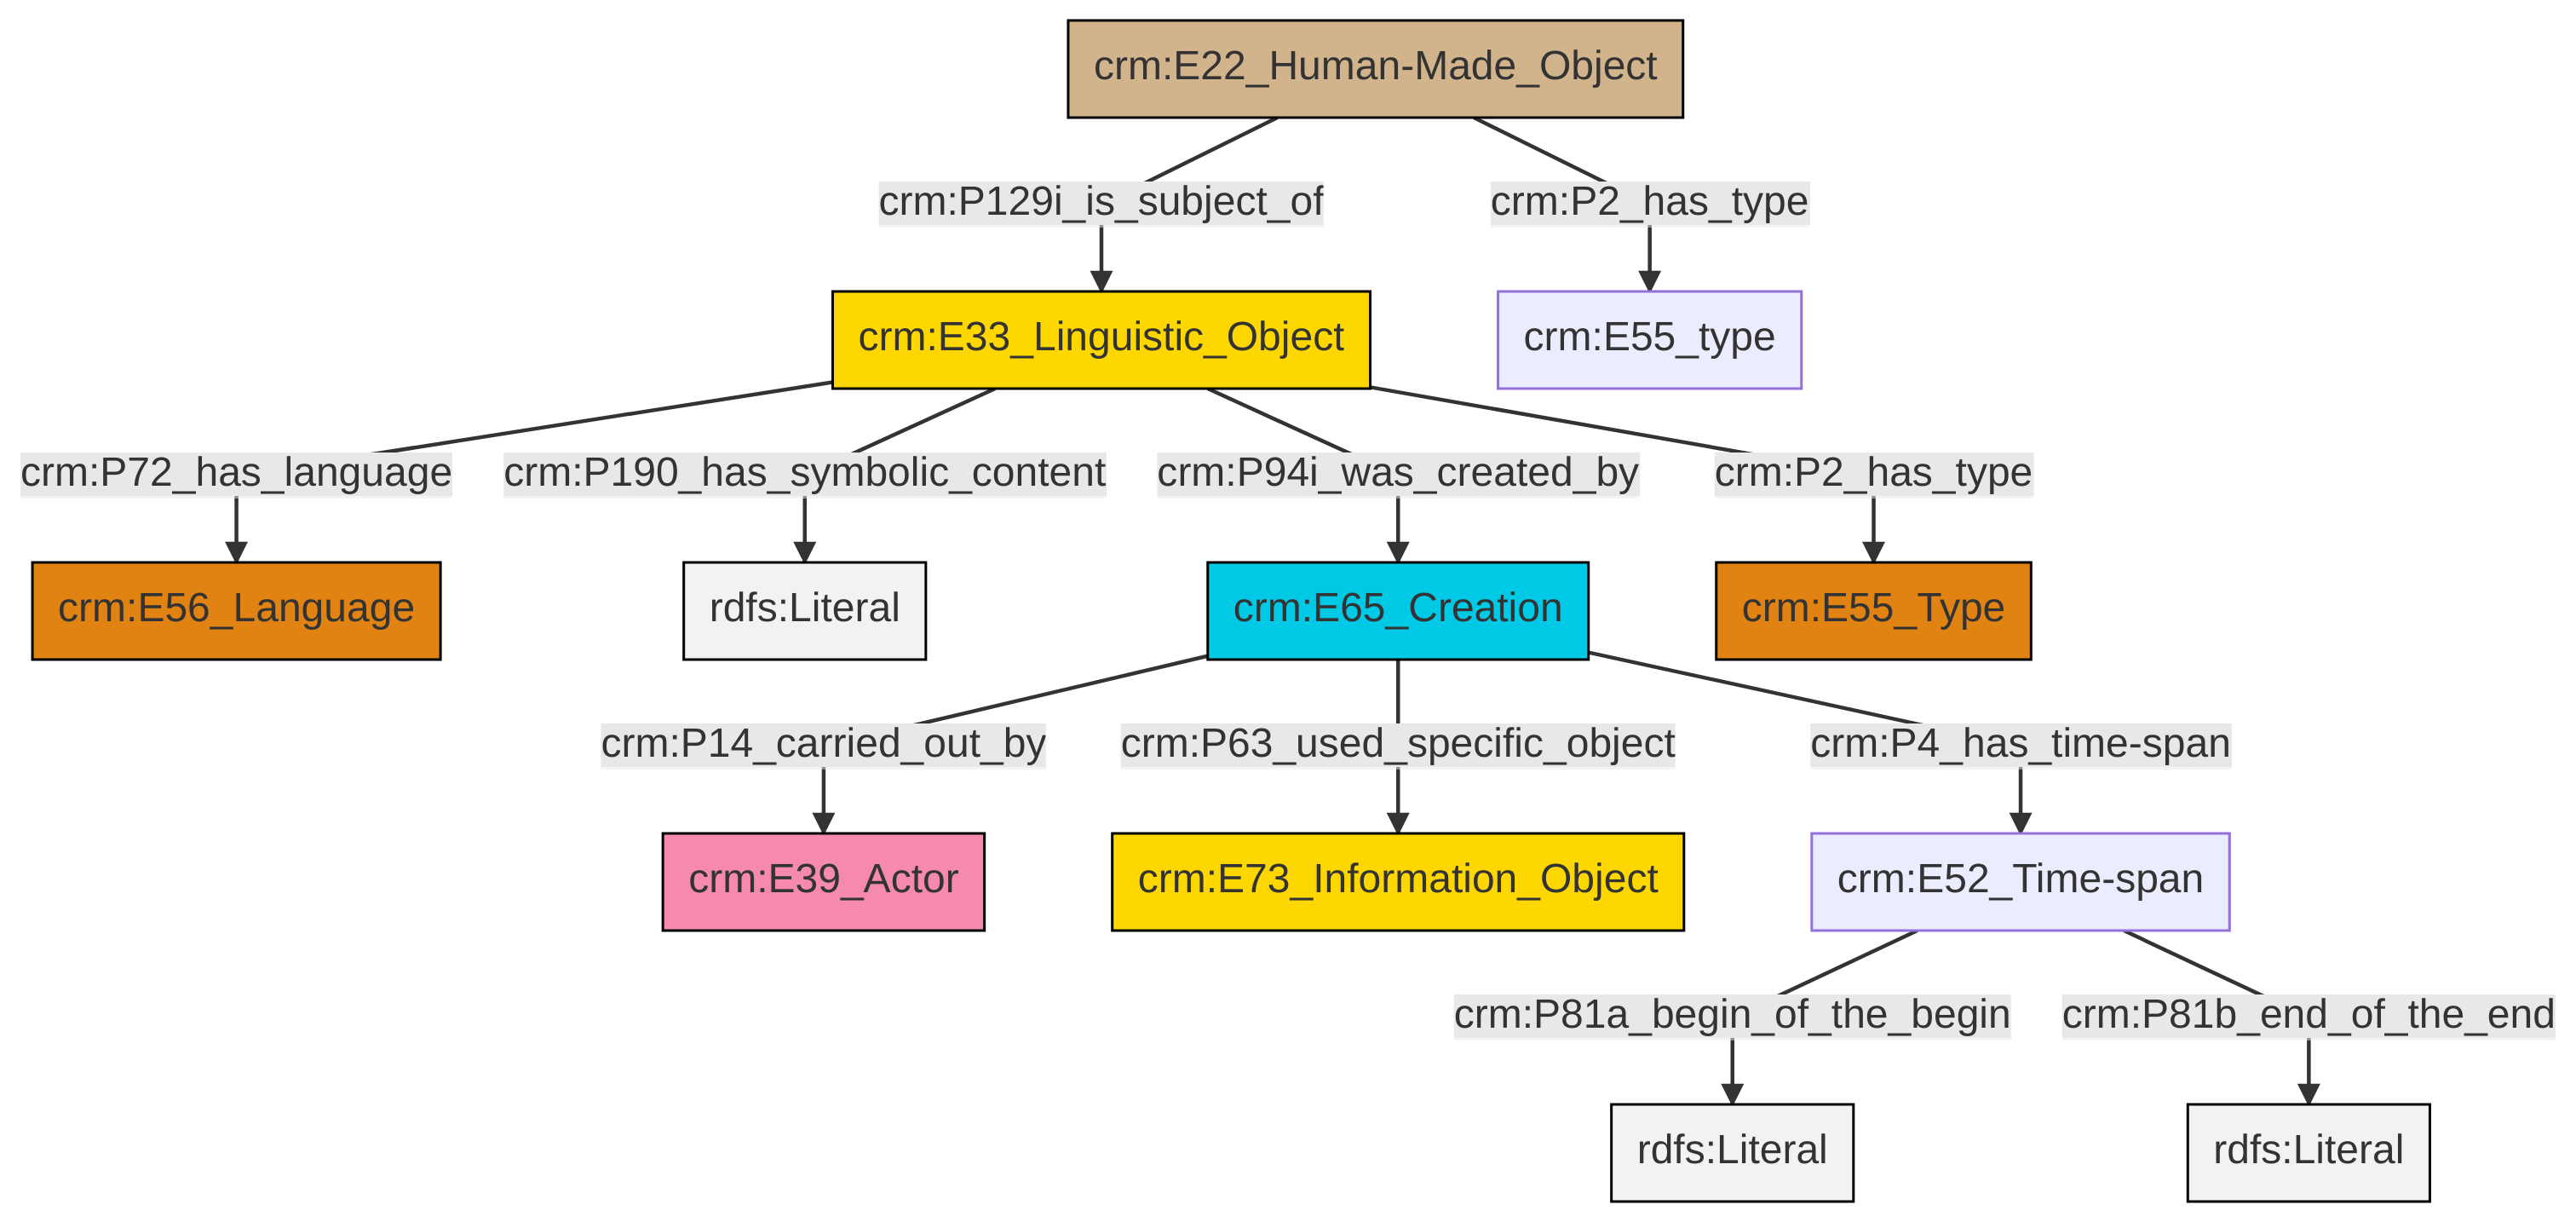 crm:E22_Human-Made_Object
crm:P129i_is_subject_of
crm:P2_has_type
crm:E33_Linguistic_Object
crm:E55_type
crm:P72_has_language
crm:P190_has_symbolic_content
crm:P94i_was_created_by
crm:P2_has_type
crm:E56_Language
rdfs:Literal
crm:E65_Creation
crm:E55_Type
crm:P14_carried_out_by
crm:P63_used_specific_object
crm:P4_has_time-span
crm:E39_Actor
crm:E73_Information_Object
crm:E52_Time-span
crm:P81a_begin_of_the_begin
crm:P81b_end_of_the_end
rdfs:Literal
rdfs:Literal